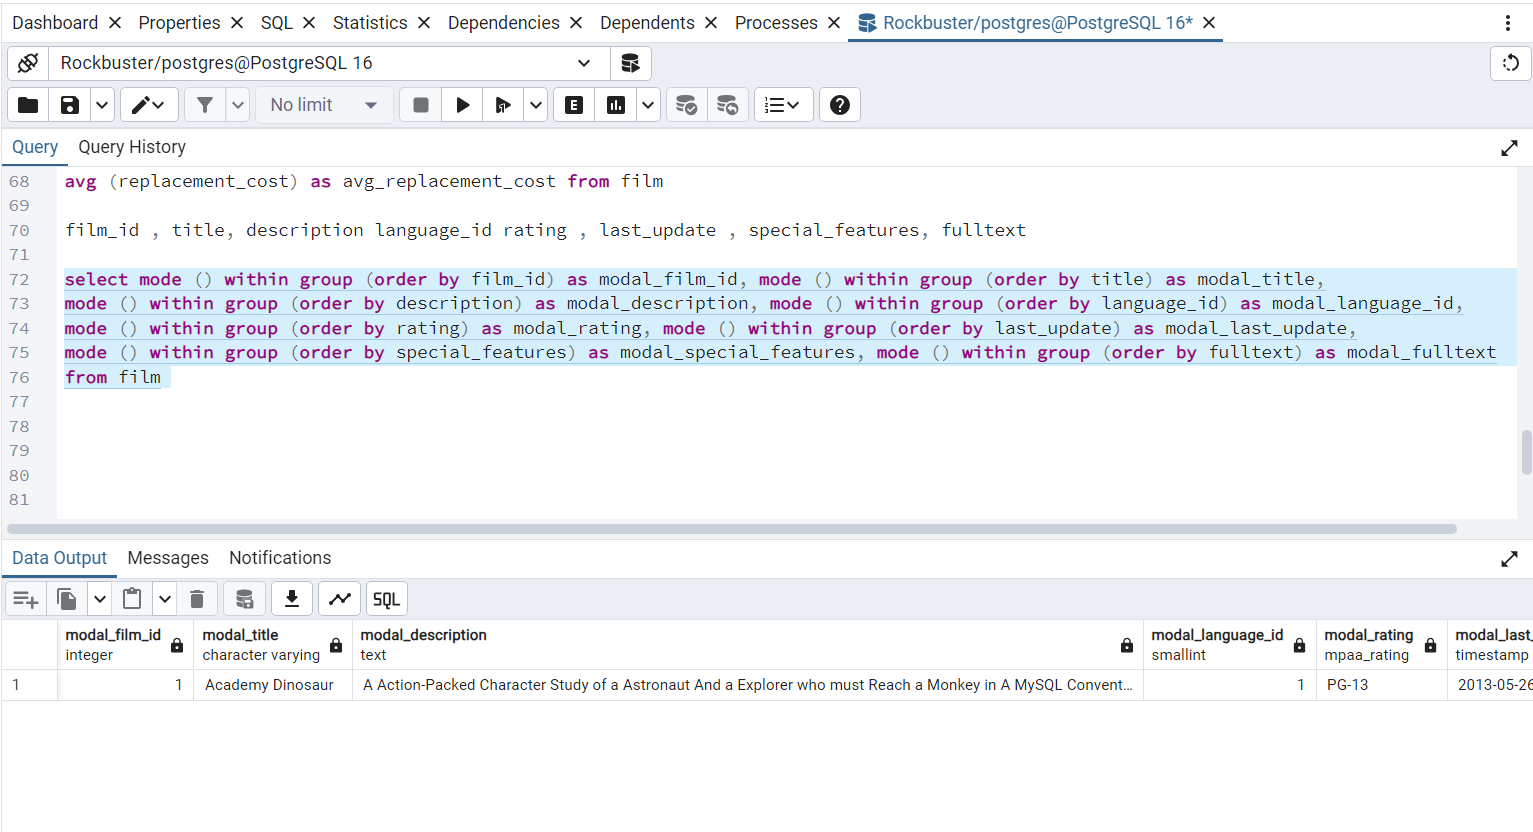 Dashboard Properties SQL Statistics Dependencies Dependents Processes Rockbuster/postgres@PostgreSQL 16*
Rockbuster/postgres@PostgreSQL 16
No limit E
Query Query History
68 avg (replacement_cost) as avg_replacement_cost from film
69
70 film_id , title, description language_id rating , last_update , special_features, fulltext
71
72 select mode () within group (order by film_id) as modal_film_id, mode () within group (order by title) as modal_title,
73 mode () within group (order by description) as modal_description, mode () within group (order by language_id) as modal_language_id,
74 mode () within group (order by rating) as modal_rating, mode () within group (order by last_update) as modal_last_update,
75 mode () within group (order by special_features) as modal_special_features, mode () within group (order by fulltext) as modal_fulltext
76 from film
77
78
79
80
81
Data Output Messages Notifications
SQL
modal_film_id modal_title modal_description modal_language_id modal_rating modal_last_
integer character varying text smallint mpaa_rating timestamp
1 1 Academy Dinosaur A Action-Packed Character Study of a Astronaut And a Explorer who must Reach a Monkey in A MySQL Convent... 1 PG-13 2013-05-26